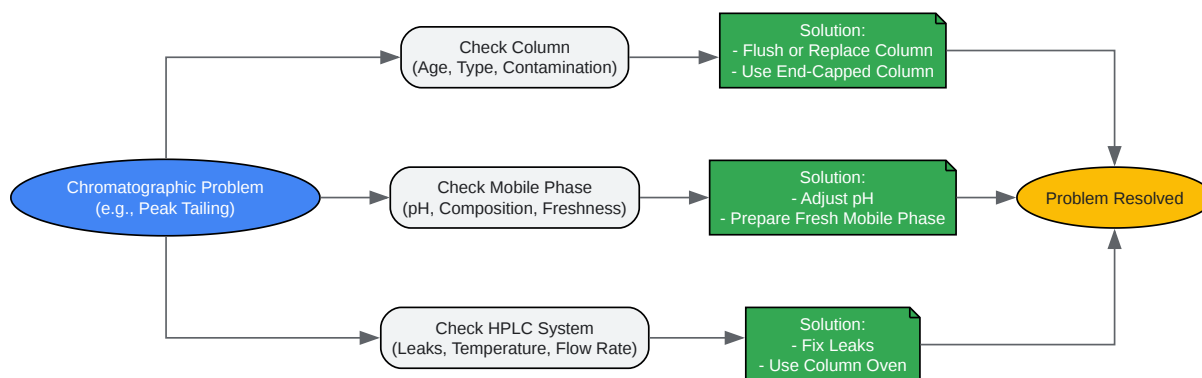 Chromatographic Problem
(e.g., Peak Tailing)
Check Column
(Age, Type, Contamination)
Solution:
- Flush or Replace Column
- Use End-Capped Column
Check Mobile Phase
(pH, Composition, Freshness)
Solution:
- Adjust pH
- Prepare Fresh Mobile Phase
Check HPLC System
(Leaks, Temperature, Flow Rate)
Solution:
- Fix Leaks
- Use Column Oven
Problem Resolved